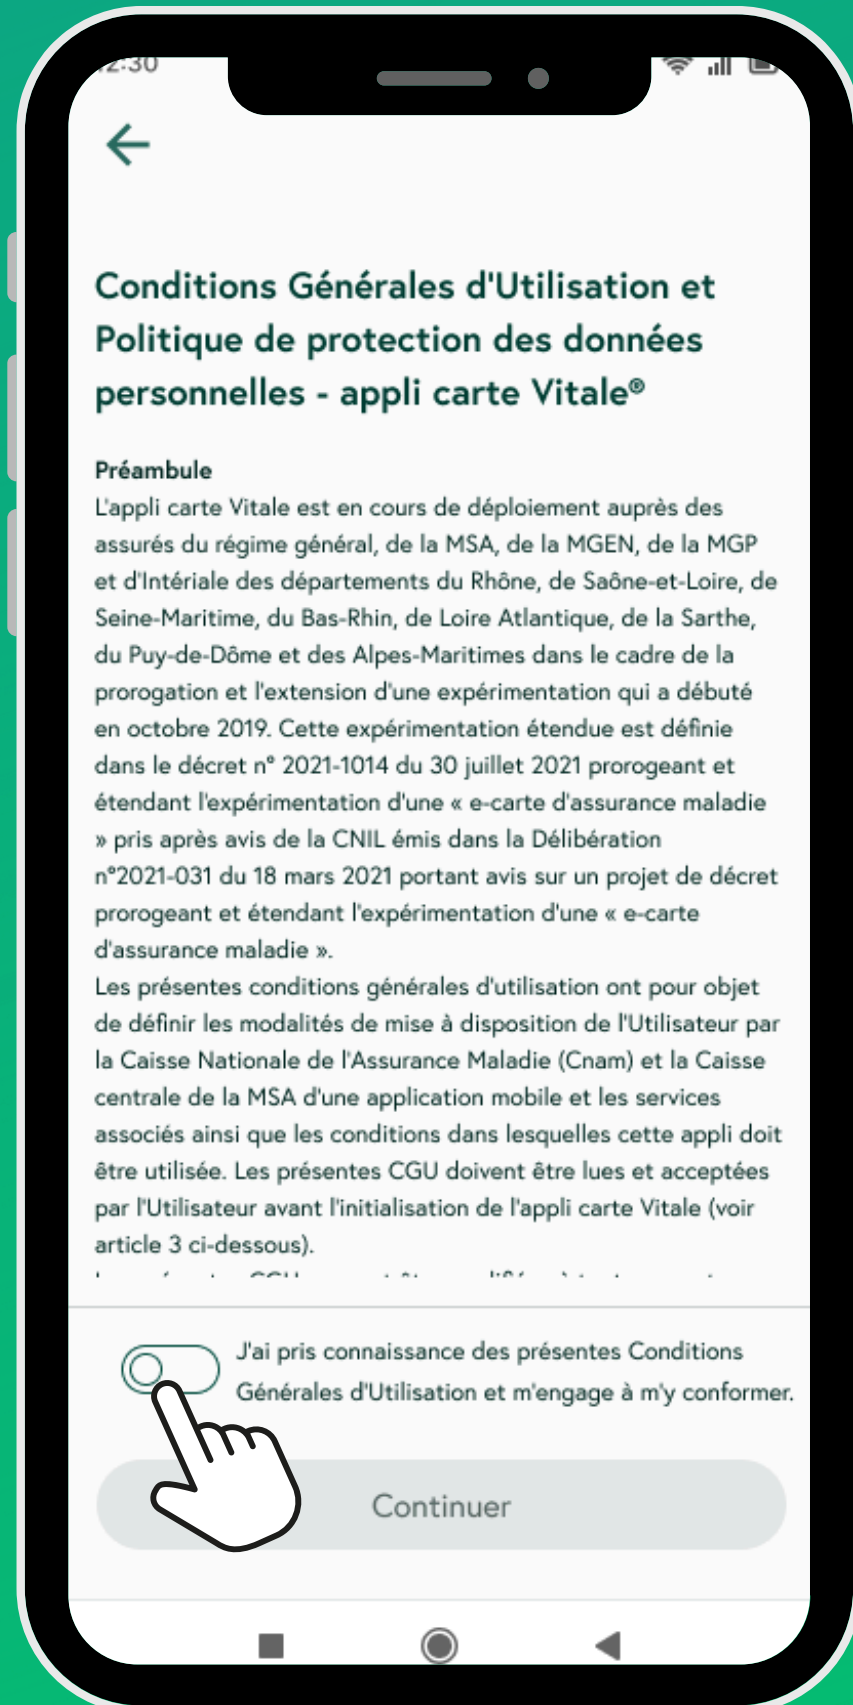 12:30
Conditions Générales d'Utilisation et
Politique de protection des données
personnelles - appli carte Vitale®
Préambule
L'appli carte Vitale est en cours de déploiement auprès des
assurés du régime général, de la MSA, de la MGEN, de la MGP
et d'Intériale des départements du Rhône, de Saône-et-Loire, de
Seine-Maritime, du Bas-Rhin, de Loire Atlantique, de la Sarthe,
du Puy-de-Dôme et des Alpes-Maritimes dans le cadre de la
prorogation et l'extension d'une expérimentation qui a débuté
en octobre 2019. Cette expérimentation étendue est définie
dans le décret n° 2021-1014 du 30 juillet 2021 prorogeant et
étendant l'expérimentation d'une « e-carte d'assurance maladie
» pris après avis de la CNIL émis dans la Délibération
n°2021-031 du 18 mars 2021 portant avis sur un projet de décret
prorogeant et étendant l'expérimentation d'une « e-carte
d'assurance maladie ».
Les présentes conditions générales d'utilisation ont pour objet
de définir les modalités de mise à disposition de l'Utilisateur par
la Caisse Nationale de l'Assurance Maladie (Cnam) et la Caisse
centrale de la MSA d'une application mobile et les services
associés ainsi que les conditions dans lesquelles cette appli doit
être utilisée. Les présentes CGU doivent être lues et acceptées
par l'Utilisateur avant l'initialisation de l'appli carte Vitale (voir
article 3 ci-dessous).
J'ai pris connaissance des présentes Conditions
Générales d'Utilisation et m'engage à m'y conformer.
Continuer